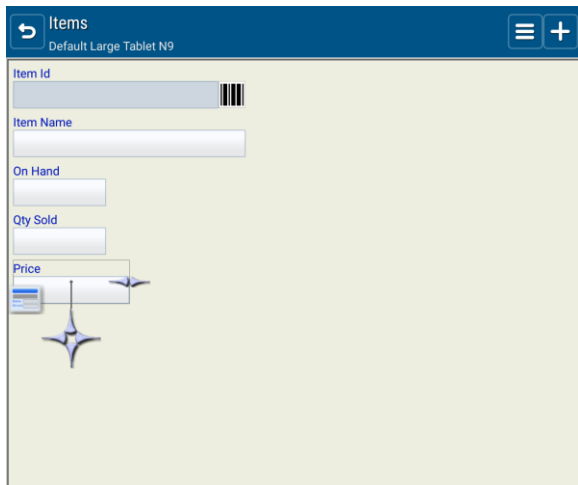 Items
Default Large Tablet N9
Item Id
Item Name
On Hand
Qty Sold
Price